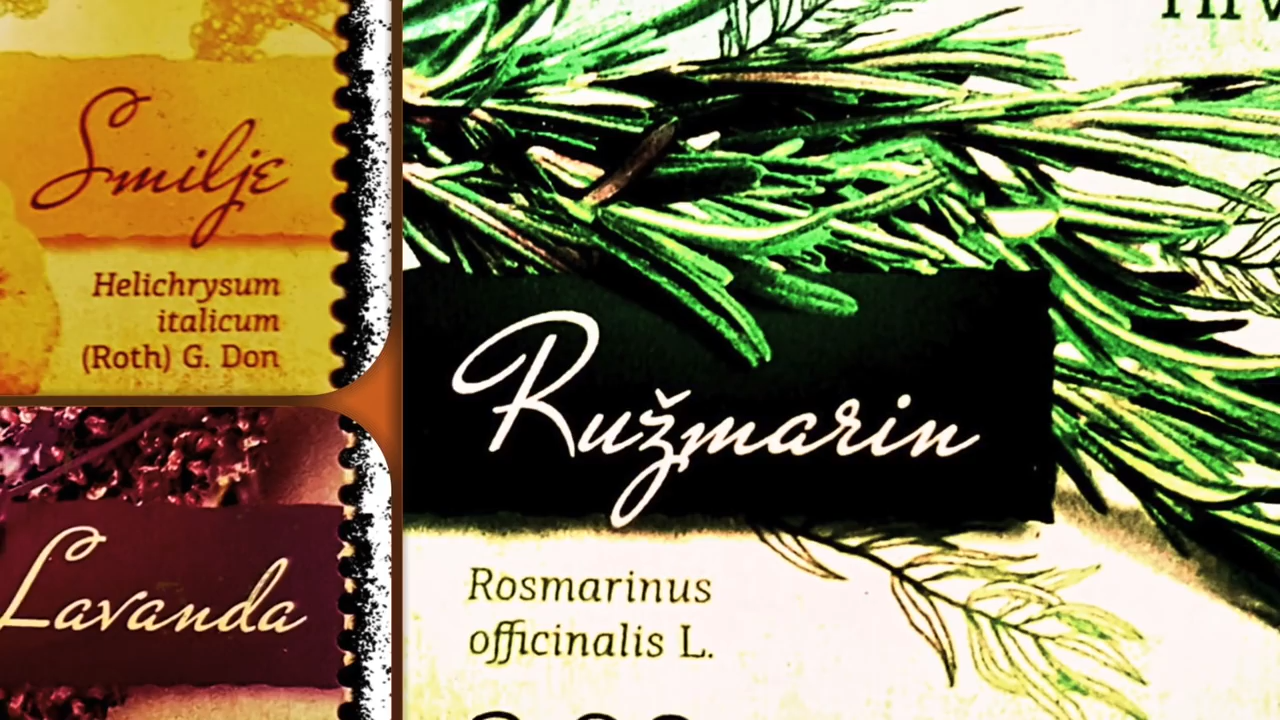 Smilje
Helichrysum
italicum
(Roth) G. Don
Lavanda
Ružmarin
Rosmarinus
officinalis L.